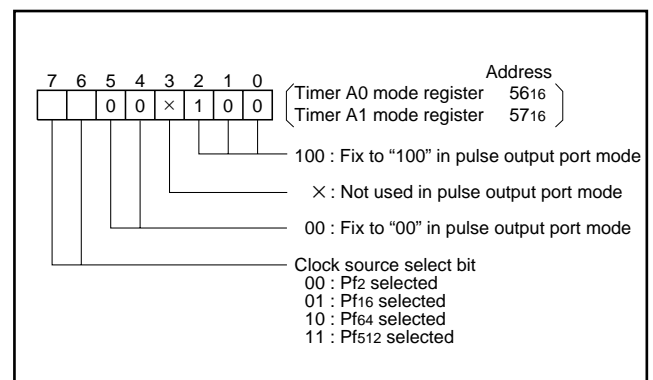 Address
7 6 5 4 3 2 1 0
0 0 × 1 0 0
Timer A0 mode register 5616
Timer A1 mode register 5716
100 : Fix to “100” in pulse output port mode
× : Not used in pulse output port mode
00 : Fix to “00” in pulse output port mode
Clock source select bit
00 : Pf2 selected
01 : Pf16 selected
10 : Pf64 selected
11 : Pf512 selected